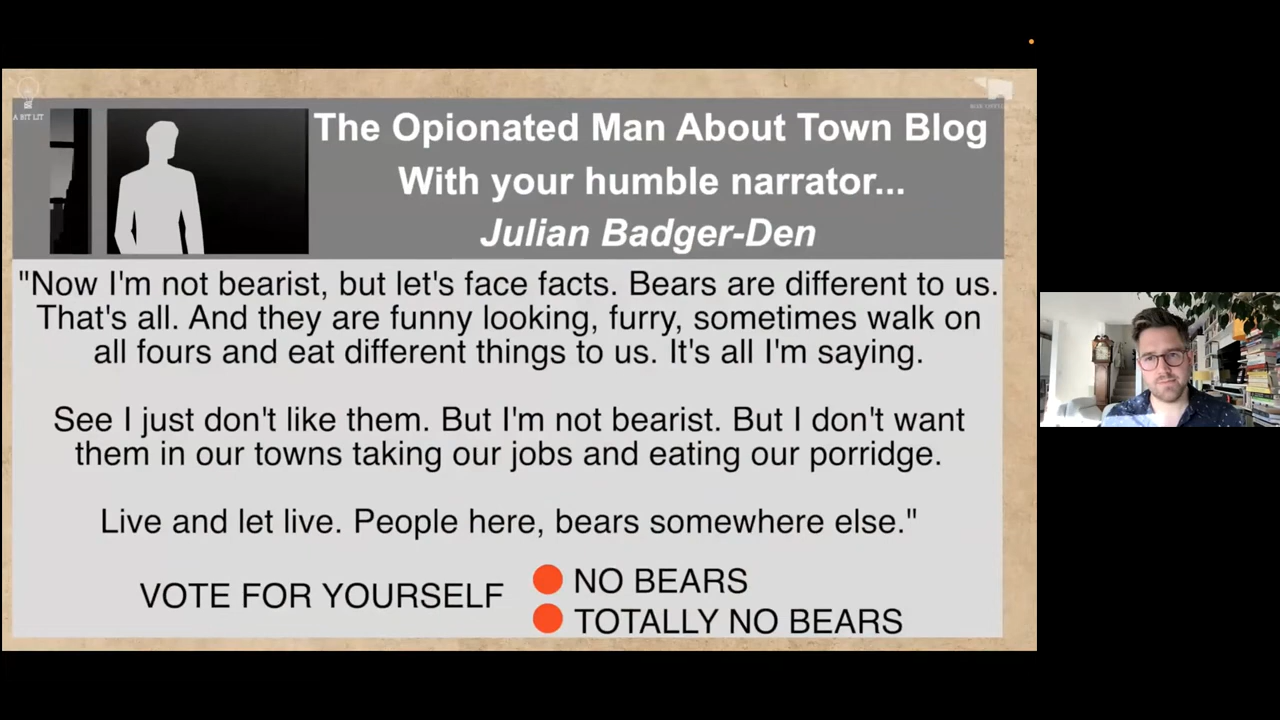 The Opionated Man About Town Blog
With your humble narrator...
Julian Badger-Den
A BIT LIT
"Now I'm not bearist, but let's face facts. Bears are different to us.
That's all. And they are funny looking, furry, sometimes walk on
all fours and eat different things to us. It's all I'm saying.
See I just don't like them. But I'm not bearist. But I don't want
them in our towns taking our jobs and eating our porridge.
Live and let live. People here, bears somewhere else."
VOTE FOR YOURSELF
NO BEARS
TOTALLY NO BEARS